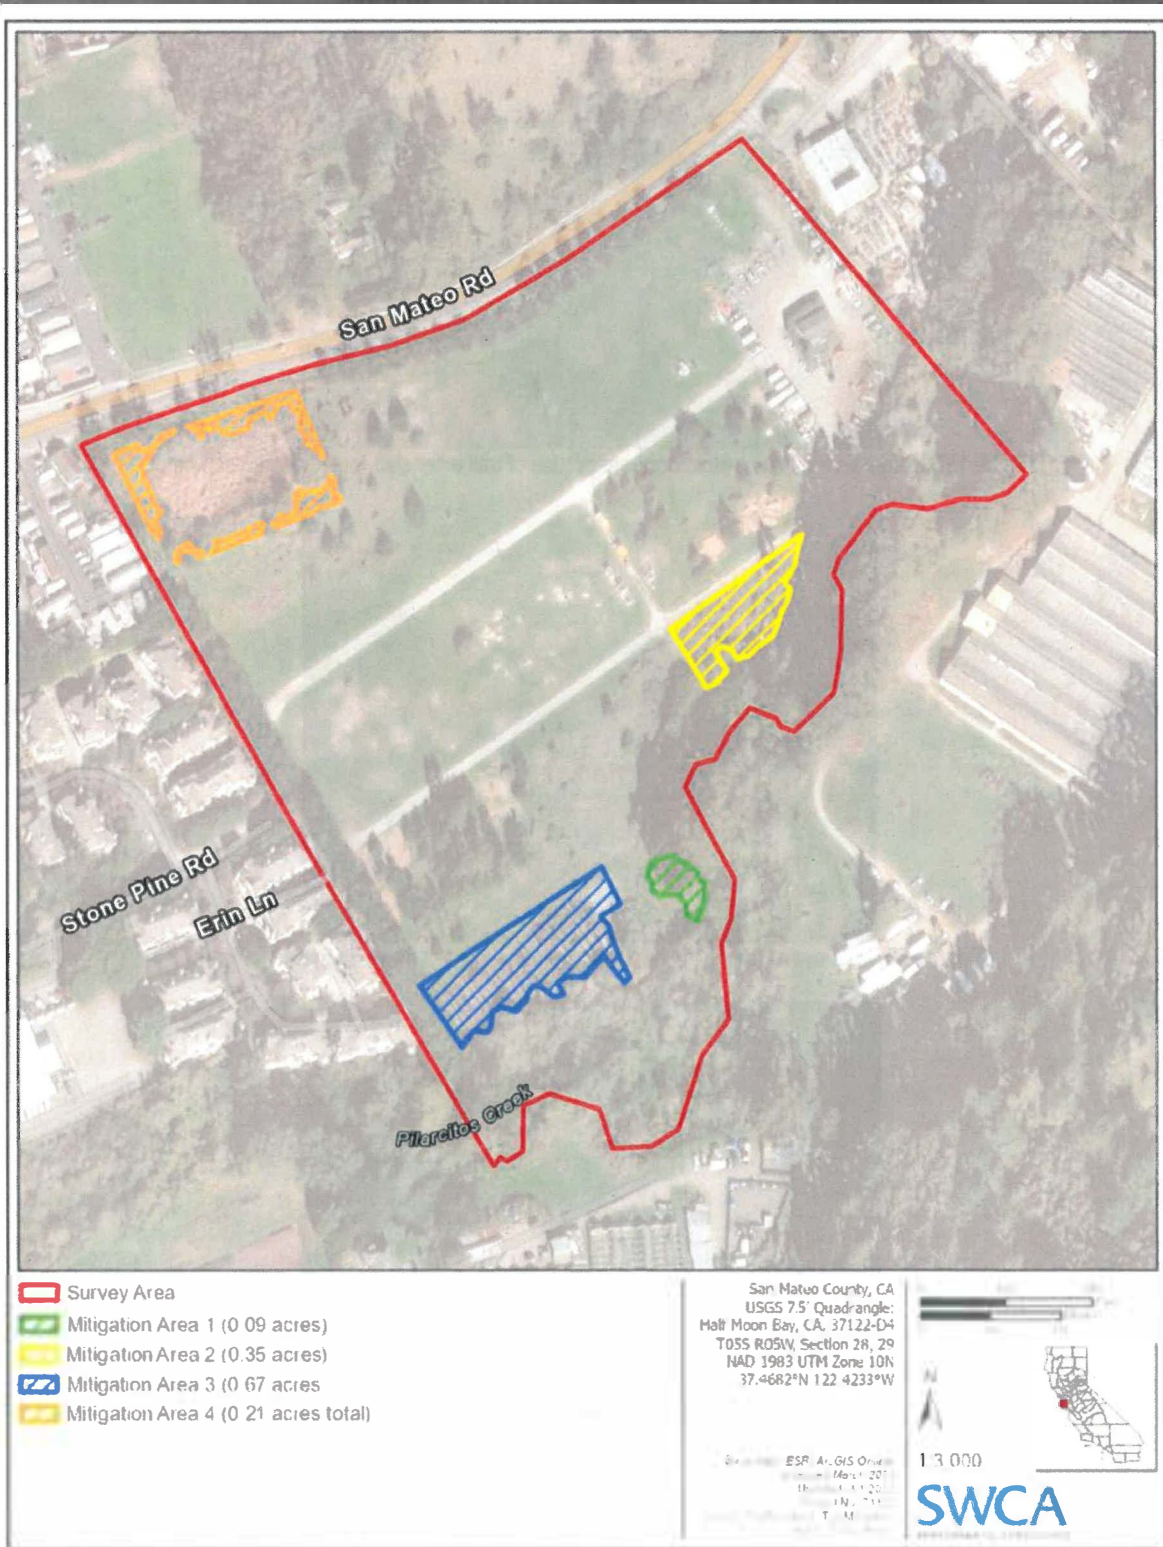 San Mateo Rd
Stone Pine Rd
Erin Ln
Pilarcitos Creek
Survey Area
Mitigation Area 1 (0 09 acres)
Mitigation Area 2 (0.35 acres)
Mitigation Area 3 (0 67 acres
Mitigation Area 4 (0 21 acres total)
San Mateo County, CA
USGS 7.5' Quadrangle:
Half Moon Bay, CA, 37122-D4
T05S R05W, Section 28, 29
NAD 1983 UTM Zone 10N
37.4682°N 122 4233°W
N
1:3 000
SWCA